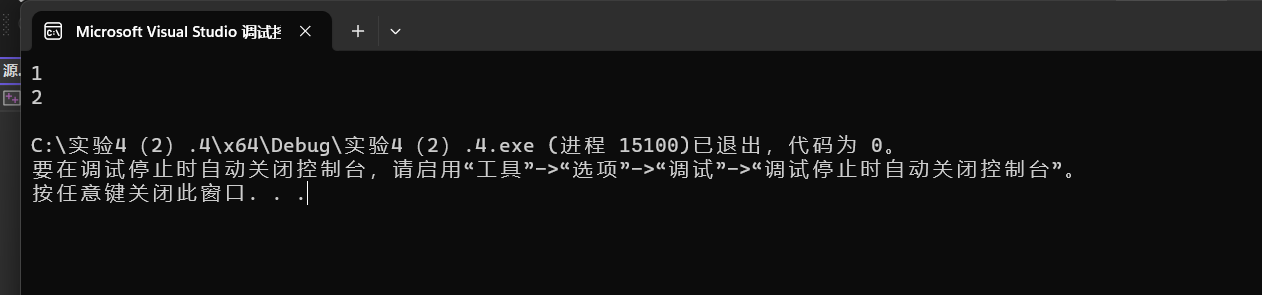 Microsoft Visual Studio 调试控
源.
1
2
C:\实验4（2）.4\x64\Debug\实验4（2）.4.exe (进程 15100)已退出，代码为 0。
要在调试停止时自动关闭控制台，请启用“工具”->“选项”->“调试”->“调试停止时自动关闭控制台”。
按任意键关闭此窗口. . .